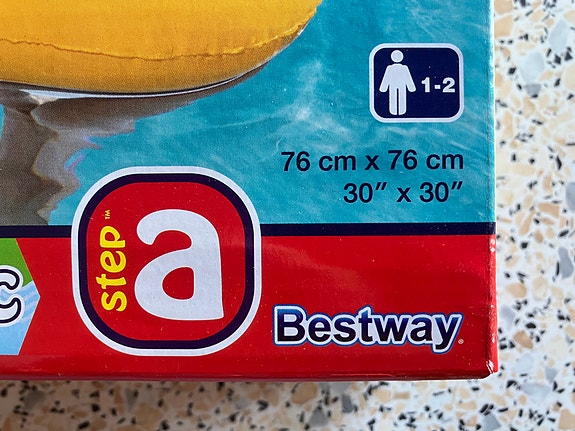 1-2
76 cm x 76 cm
30” x 30”
step™
a
c
Bestway®